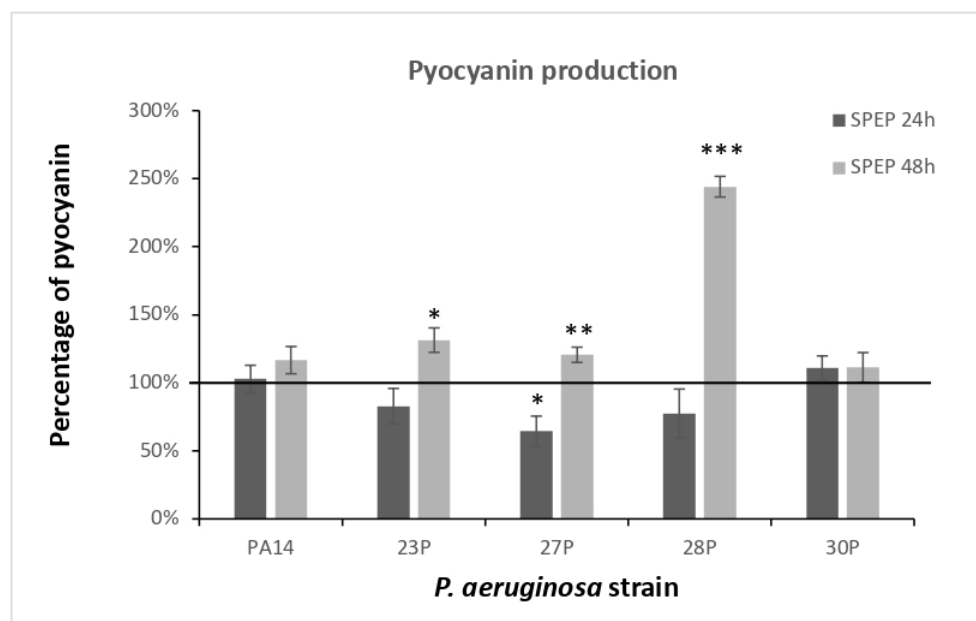 Pyocyanin production
Percentage of pyocyanin
300%
250%
200%
150%
100%
50%
0%
SPEP 24h
SPEP 48h
*
**
*
***
PA14
23P
27P
28P
30P
P. aeruginosa strain